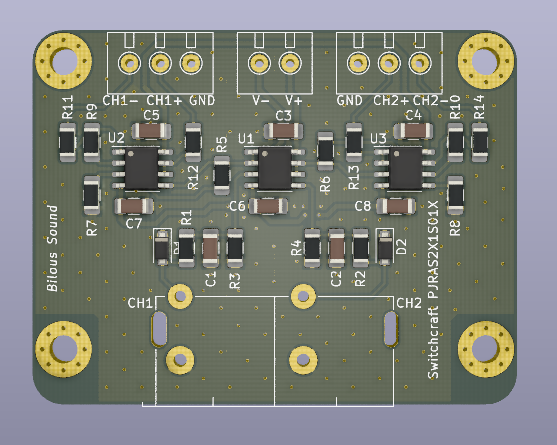 CH1- CH1+ GND
V- V+
GND CH2+ CH2-
R11
R9
C5
C3
C4
R10
R14
U2
U1
U3
R12
R5
R6
R13
R7
C7
C6
C8
R8
R1
C1
R3
R4
C2
R2
D2
Bilous Sound
CH1
CH2
Switchcraft PJRAS2X1S01X